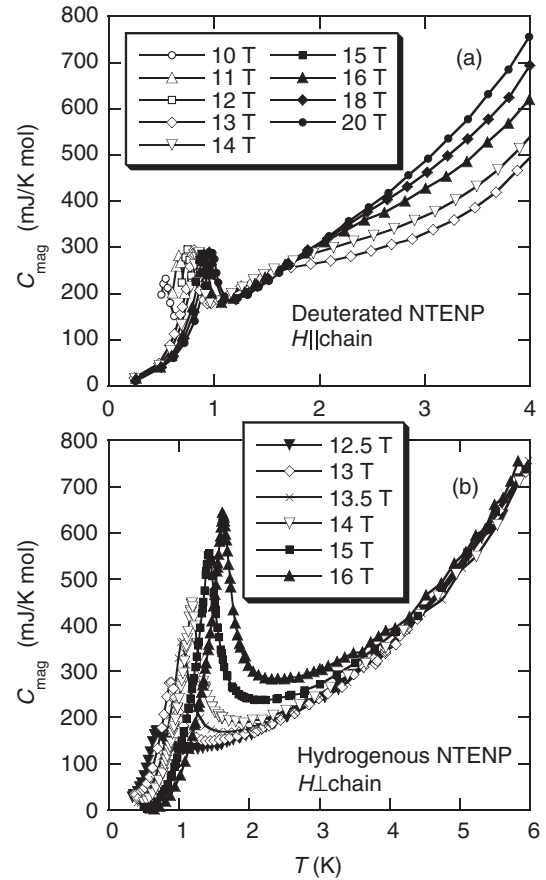 800
700
600
500
400
300
200
100
0
C_mag (mJ/K mol)
10 T
11 T
12 T
13 T
14 T
15 T
16 T
18 T
20 T
(a)
Deuterated NTENP
H||chain
0 1 2 3 4
800
700
600
500
400
300
200
100
0
C_mag (mJ/K mol)
12.5 T
13 T
13.5 T
14 T
15 T
16 T
(b)
Hydrogenous NTENP
H⊥chain
0 1 2 3 4 5 6
T (K)